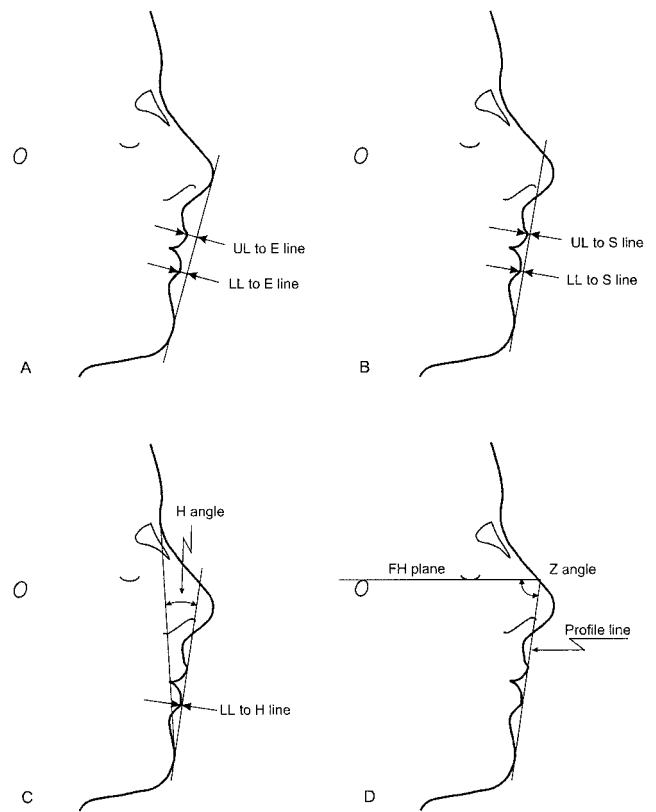 UL to E line
LL to E line
A
UL to S line
LL to S line
B
H angle
LL to H line
C
FH plane
Z angle
Profile line
D